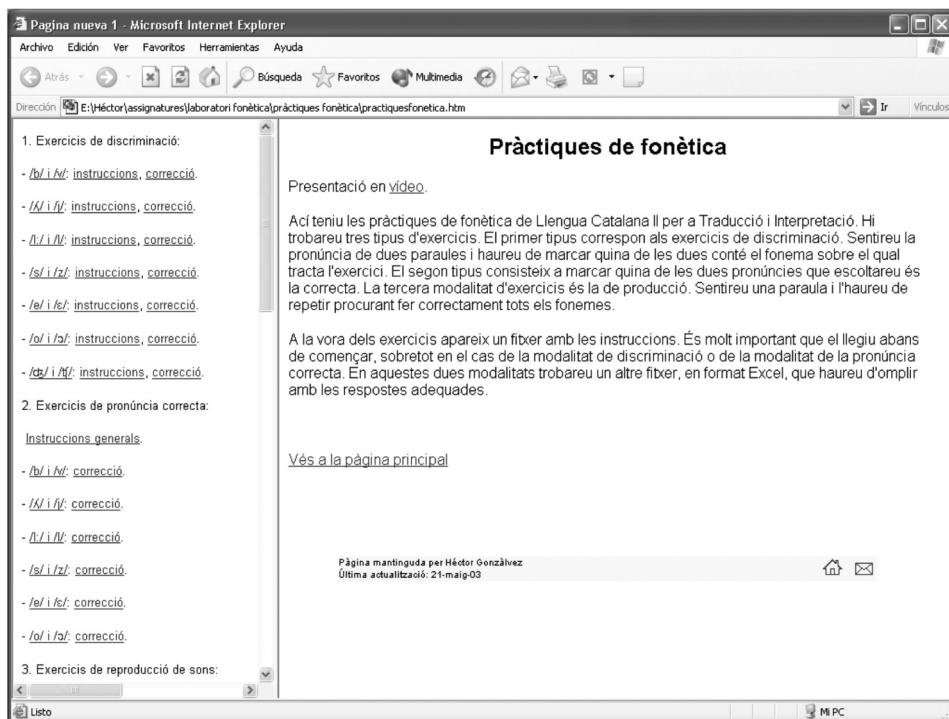 Pagina nueva 1 - Microsoft Internet Explorer
Archivo Edición Ver Favoritos Herramientas Ayuda
Atrás Búsqueda Favoritos Multimedia
Dirección E:\Héctor\assignatures\laboratori fonètica\pràctiques fonètica\practiquesfonetica.htm Ir Vínculos
1. Exercicis de discriminació:
- /b/ i /v/: instruccions, correcció.
- /ʎ/ i /j/: instruccions, correcció.
- /l:/ i /l/: instruccions, correcció.
- /s/ i /z/: instruccions, correcció.
- /e/ i /ɛ/: instruccions, correcció.
- /o/ i /ɔ/: instruccions, correcció.
- /ʤ/ i /ʧ/: instruccions, correcció.
2. Exercicis de pronúncia correcta:
Instruccions generals.
- /b/ i /v/: correcció.
- /ʎ/ i /j/: correcció.
- /l:/ i /l/: correcció.
- /s/ i /z/: correcció.
- /e/ i /ɛ/: correcció.
- /o/ i /ɔ/: correcció.
3. Exercicis de reproducció de sons:
Pràctiques de fonètica
Presentació en vídeo.
Ací teniu les pràctiques de fonètica de Llengua Catalana II per a Traducció i Interpretació. Hi
trobareu tres tipus d'exercicis. El primer tipus correspon als exercicis de discriminació. Sentireu la
pronúncia de dues paraules i haureu de marcar quina de les dues conté el fonema sobre el qual
tracta l'exercici. El segon tipus consisteix a marcar quina de les dues pronúncies que escoltareu és
la correcta. La tercera modalitat d'exercicis és la de producció. Sentireu una paraula i l'haureu de
repetir procurant fer correctament tots els fonemes.
A la vora dels exercicis apareix un fitxer amb les instruccions. És molt important que el llegiu abans
de començar, sobretot en el cas de la modalitat de discriminació o de la modalitat de la pronúncia
correcta. En aquestes dues modalitats trobareu un altre fitxer, en format Excel, que haureu d'omplir
amb les respostes adequades.
Vés a la pàgina principal
Pàgina mantinguda per Héctor Gonzàlvez
Última actualització: 21-maig-03
Listo
Mi PC